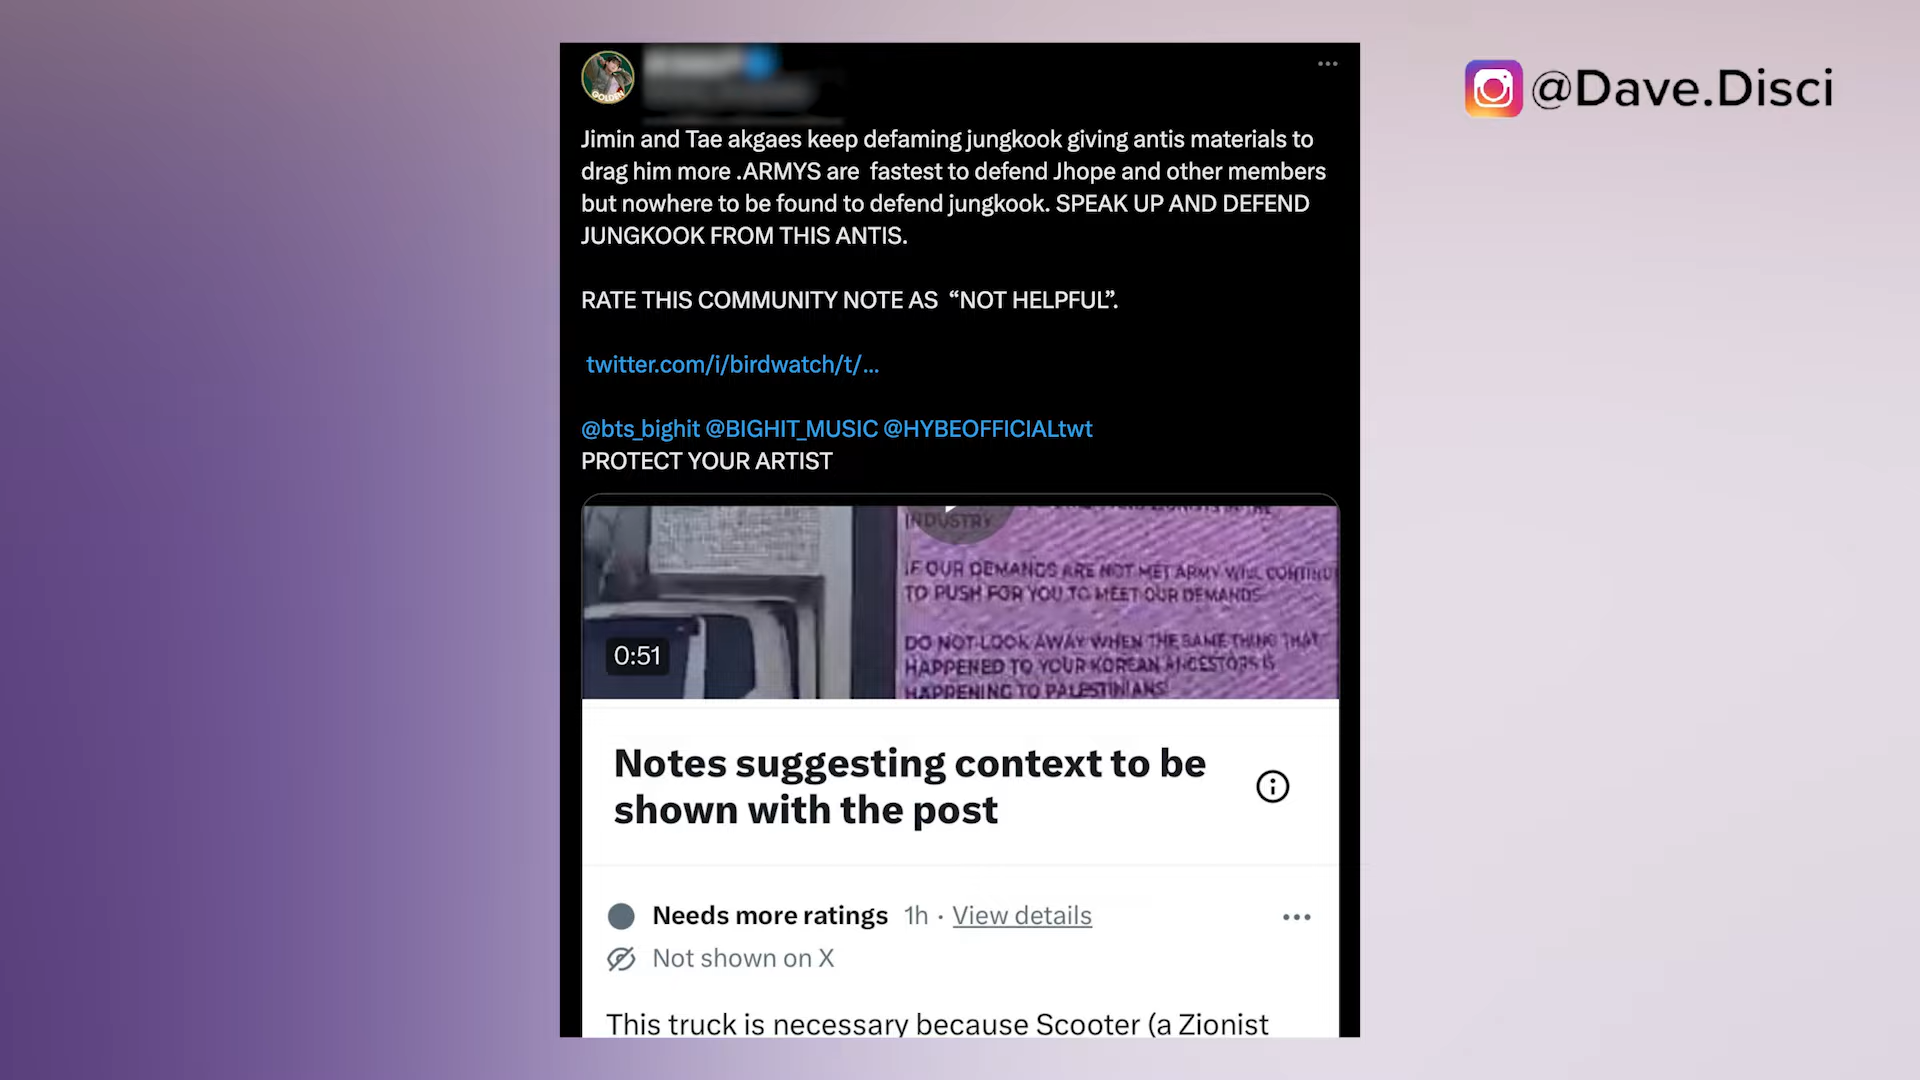 @Dave.Disci
GOLDEN
Jimin and Tae akgaes keep defaming jungkook giving antis materials to
drag him more .ARMYS are  fastest to defend Jhope and other members
but nowhere to be found to defend jungkook. SPEAK UP AND DEFEND
JUNGKOOK FROM THIS ANTIS.
RATE THIS COMMUNITY NOTE AS  “NOT HELPFUL”.
twitter.com/i/birdwatch/t/...
@bts_bighit @BIGHIT_MUSIC @HYBEOFFICIALtwt
PROTECT YOUR ARTIST
INDUSTRY
IF OUR DEMANDS ARE NOT MET ARMY WILL CONTINU
TO PUSH FOR YOU TO MEET OUR DEMANDS
DO NOT LOOK AWAY WHEN THE SAME THING THAT
HAPPENED TO YOUR KOREAN ANCESTORS IS
HAPPENING TO PALESTINIANS!
0:51
Notes suggesting context to be
shown with the post
Needs more ratings 1h · View details
Not shown on X
This truck is necessary because Scooter (a Zionist